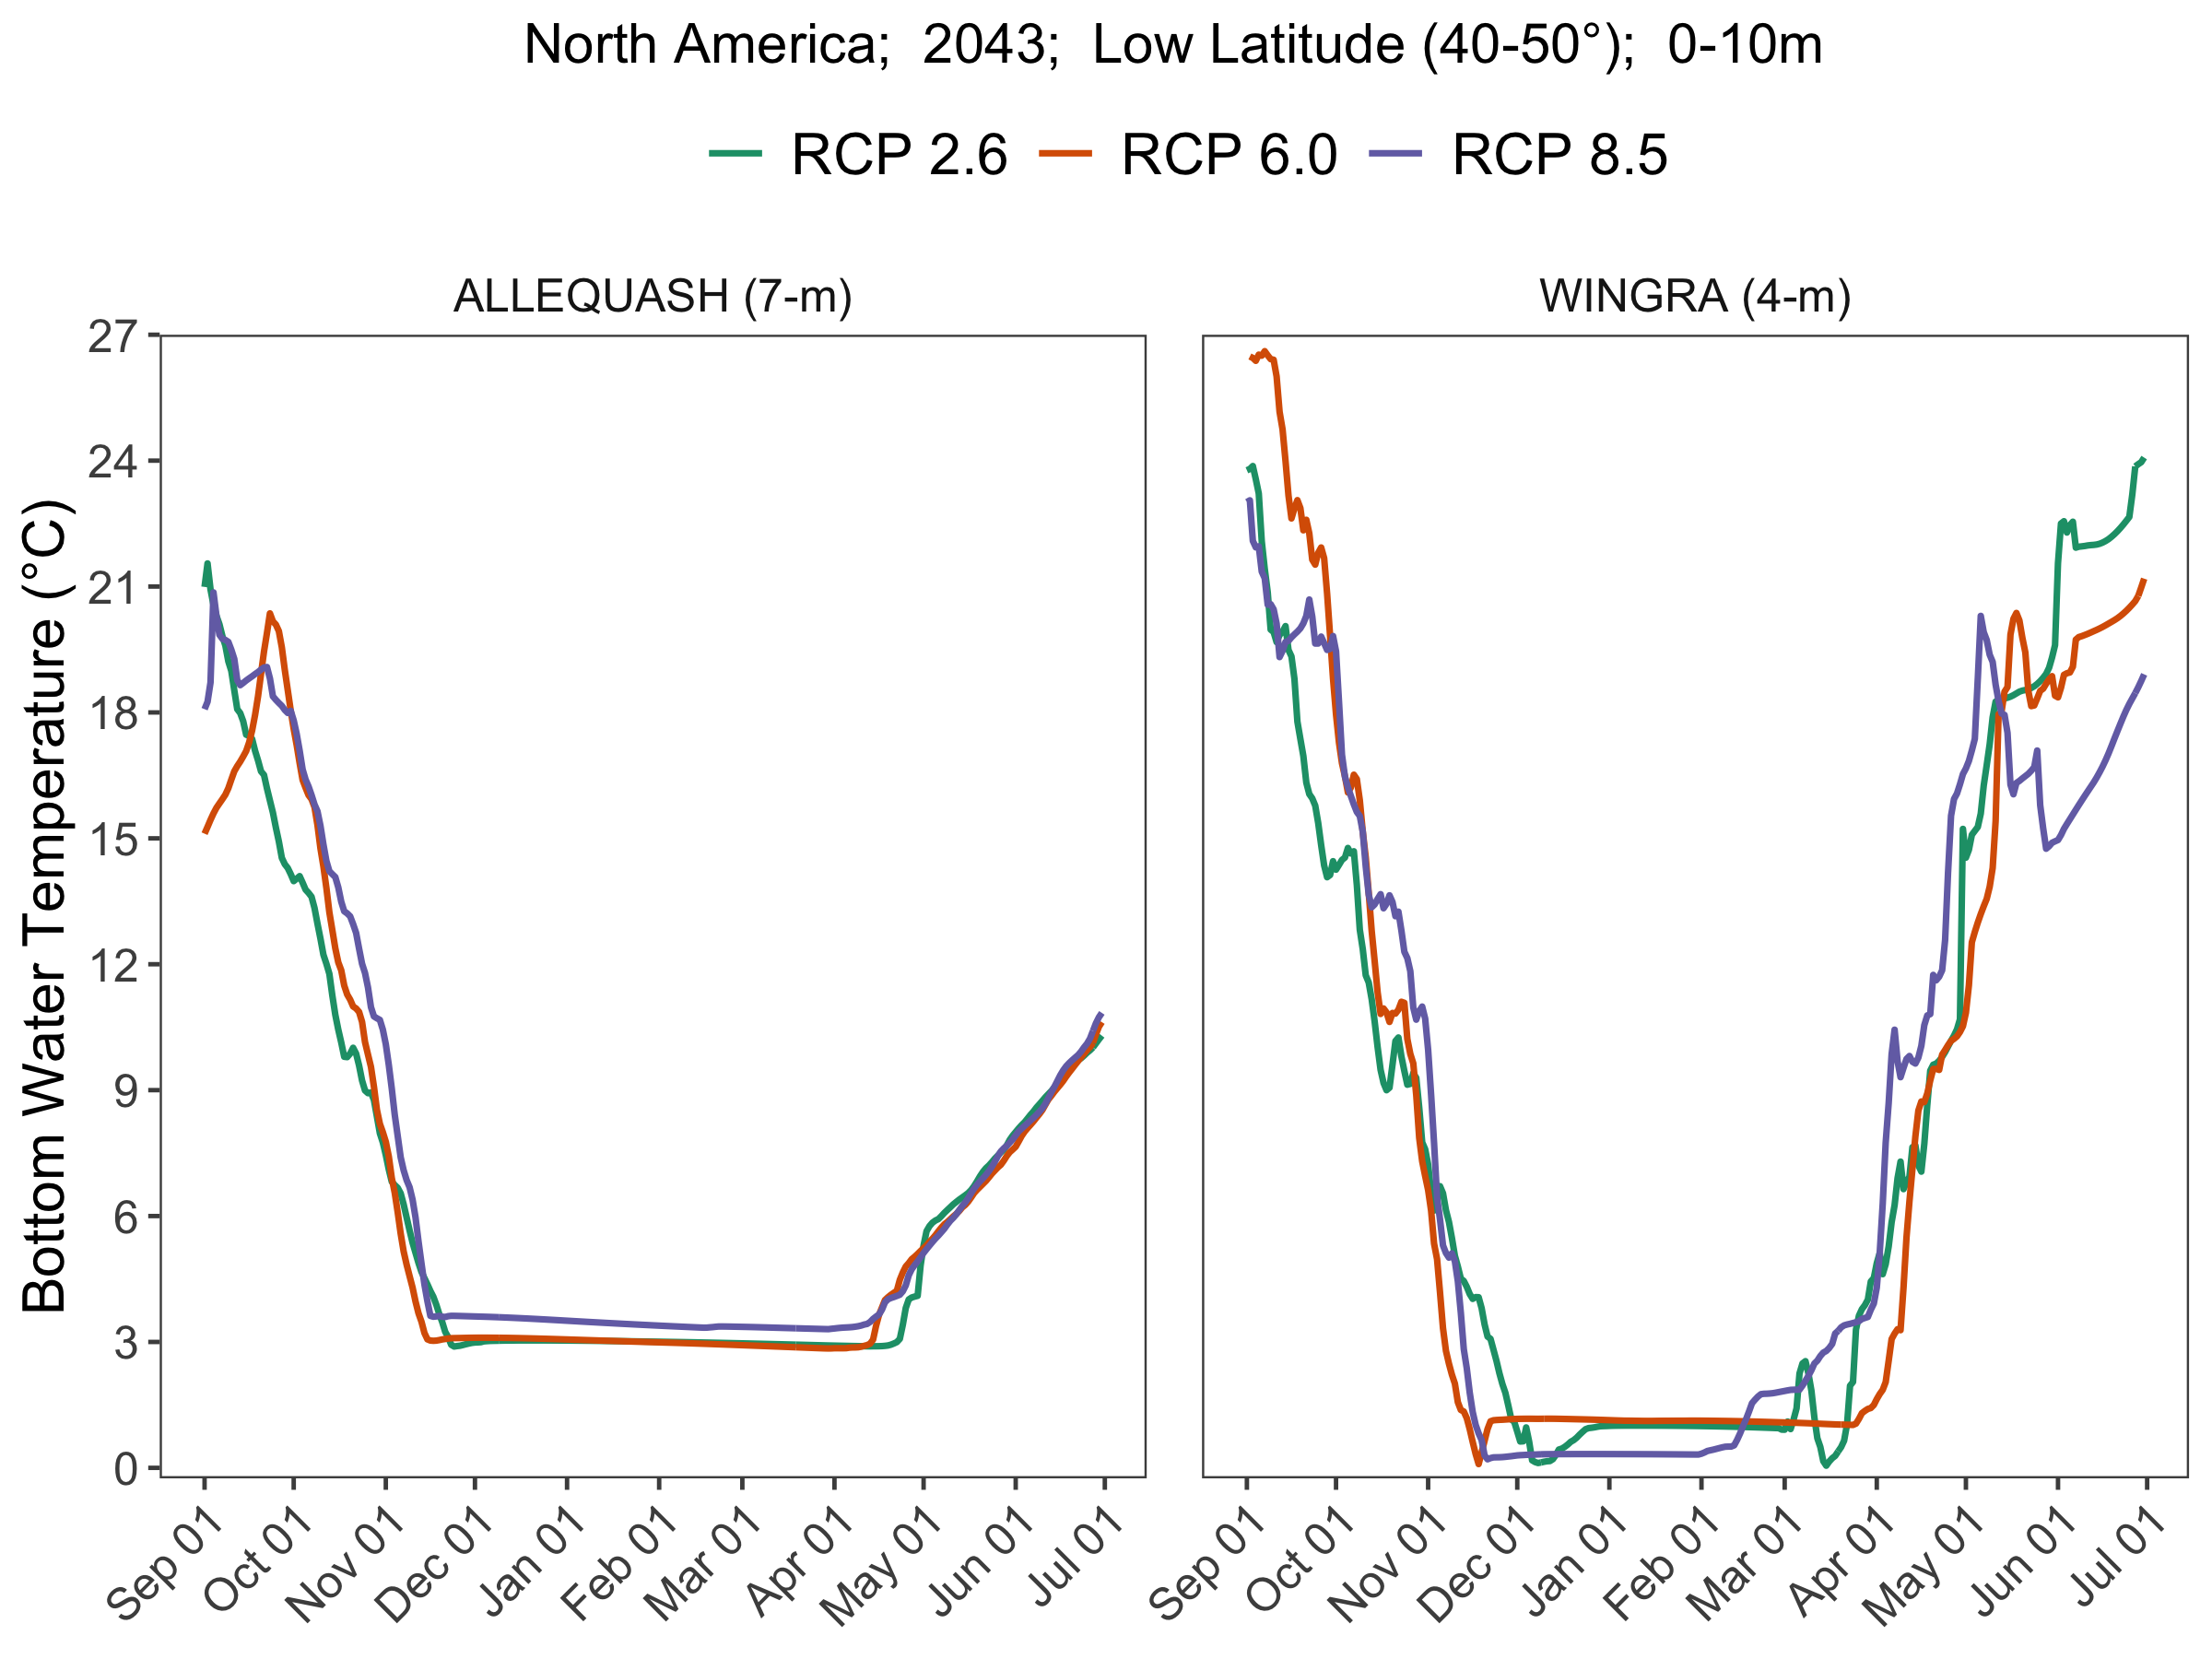 North America;  2043;  Low Latitude (40-50°);  0-10m
RCP 2.6 RCP 6.0 RCP 8.5
ALLEQUASH (7-m) WINGRA (4-m)
Bottom Water Temperature (°C)
27
24
21
18
15
12
9
6
3
0
Sep 01 Oct 01 Nov 01 Dec 01 Jan 01 Feb 01 Mar 01 Apr 01 May 01 Jun 01 Jul 01 Sep 01 Oct 01 Nov 01 Dec 01 Jan 01 Feb 01 Mar 01 Apr 01 May 01 Jun 01 Jul 01